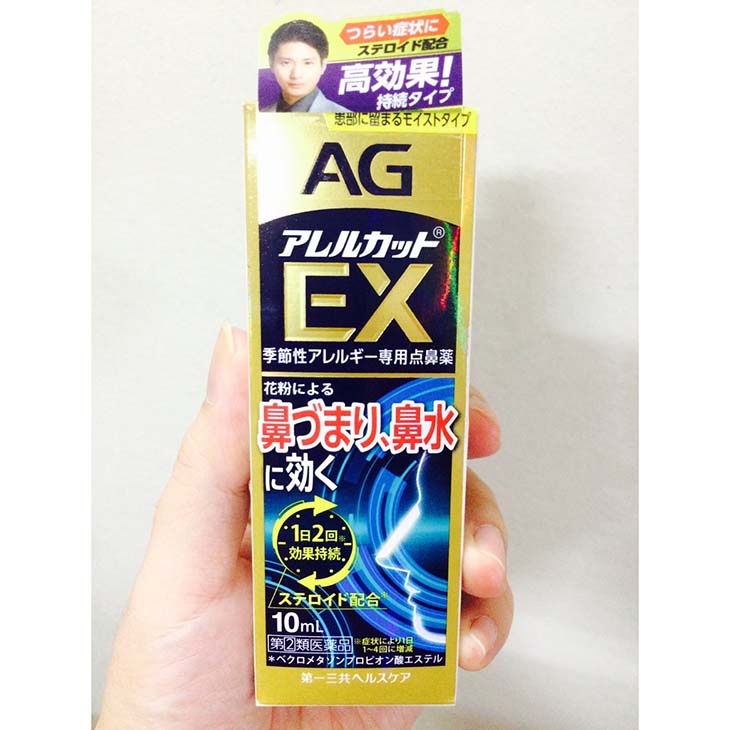 つらい症状に
ステロイド配合
高効果!
持続タイプ
患部に留まるモイストタイプ
AG
アレルカット®
EX
季節性アレルギー専用点鼻薬
花粉による
鼻づまり、鼻水
に効く
1日2回※
効果持続
ステロイド配合※
10mL
指②類医薬品
※症状により1日
1~4回に増減
*ベクロメタゾンプロピオン酸エステル
第一三共ヘルスケア